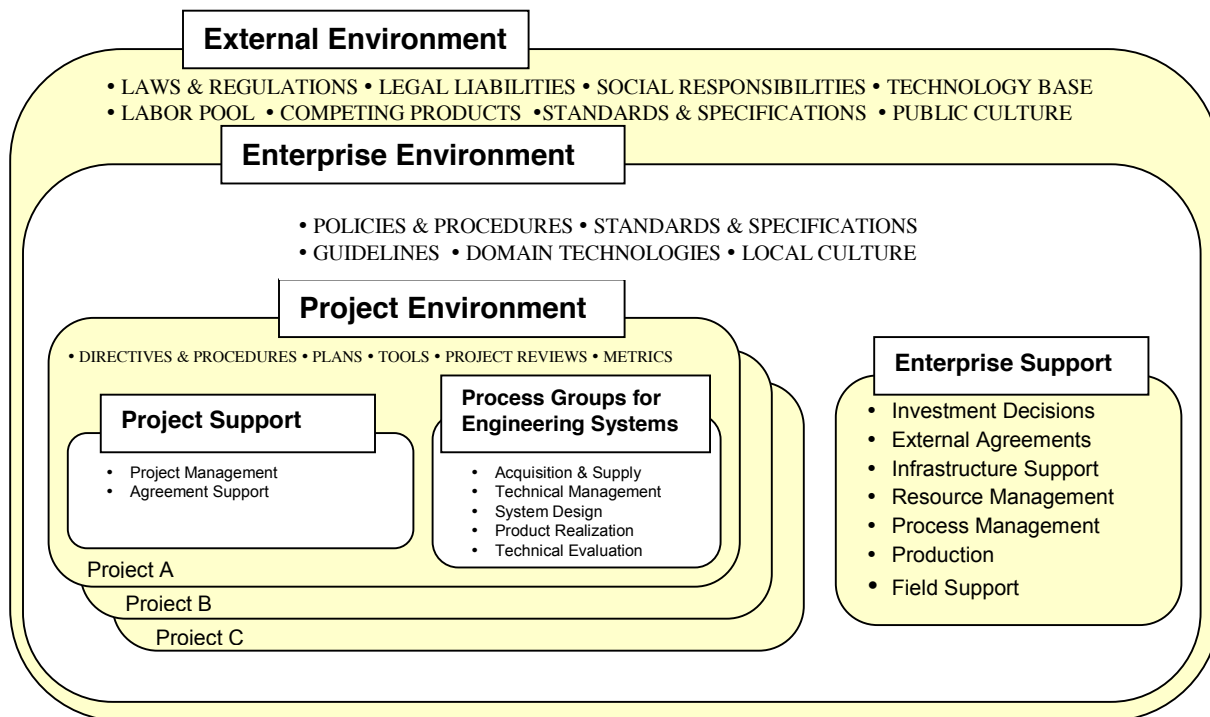 External Environment
• LAWS & REGULATIONS • LEGAL LIABILITIES • SOCIAL RESPONSIBILITIES • TECHNOLOGY BASE
• LABOR POOL • COMPETING PRODUCTS •STANDARDS & SPECIFICATIONS • PUBLIC CULTURE
Enterprise Environment
• POLICIES & PROCEDURES • STANDARDS & SPECIFICATIONS
• GUIDELINES • DOMAIN TECHNOLOGIES • LOCAL CULTURE
Project Environment
• DIRECTIVES & PROCEDURES • PLANS • TOOLS • PROJECT REVIEWS • METRICS
Project Support
• Project Management
• Agreement Support
Process Groups for
Engineering Systems
• Acquisition & Supply
• Technical Management
• System Design
• Product Realization
• Technical Evaluation
Project A
Project B
Project C
Enterprise Support
• Investment Decisions
• External Agreements
• Infrastructure Support
• Resource Management
• Process Management
• Production
• Field Support